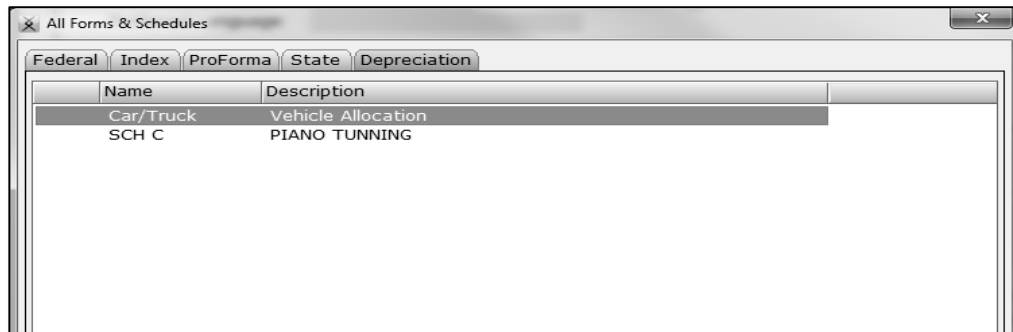 All Forms & Schedules
Federal Index ProForma State Depreciation
Name Description
Car/Truck Vehicle Allocation
SCH C PIANO TUNNING